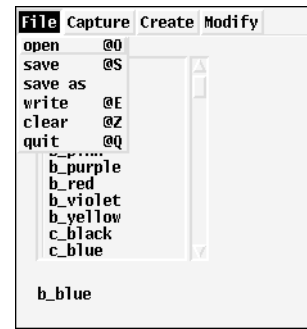 File Capture Create Modify
open @O
save @S
save as
write @E
clear @Z
quit @Q
b_purple
b_red
b_violet
b_yellow
c_black
c_blue
b_blue